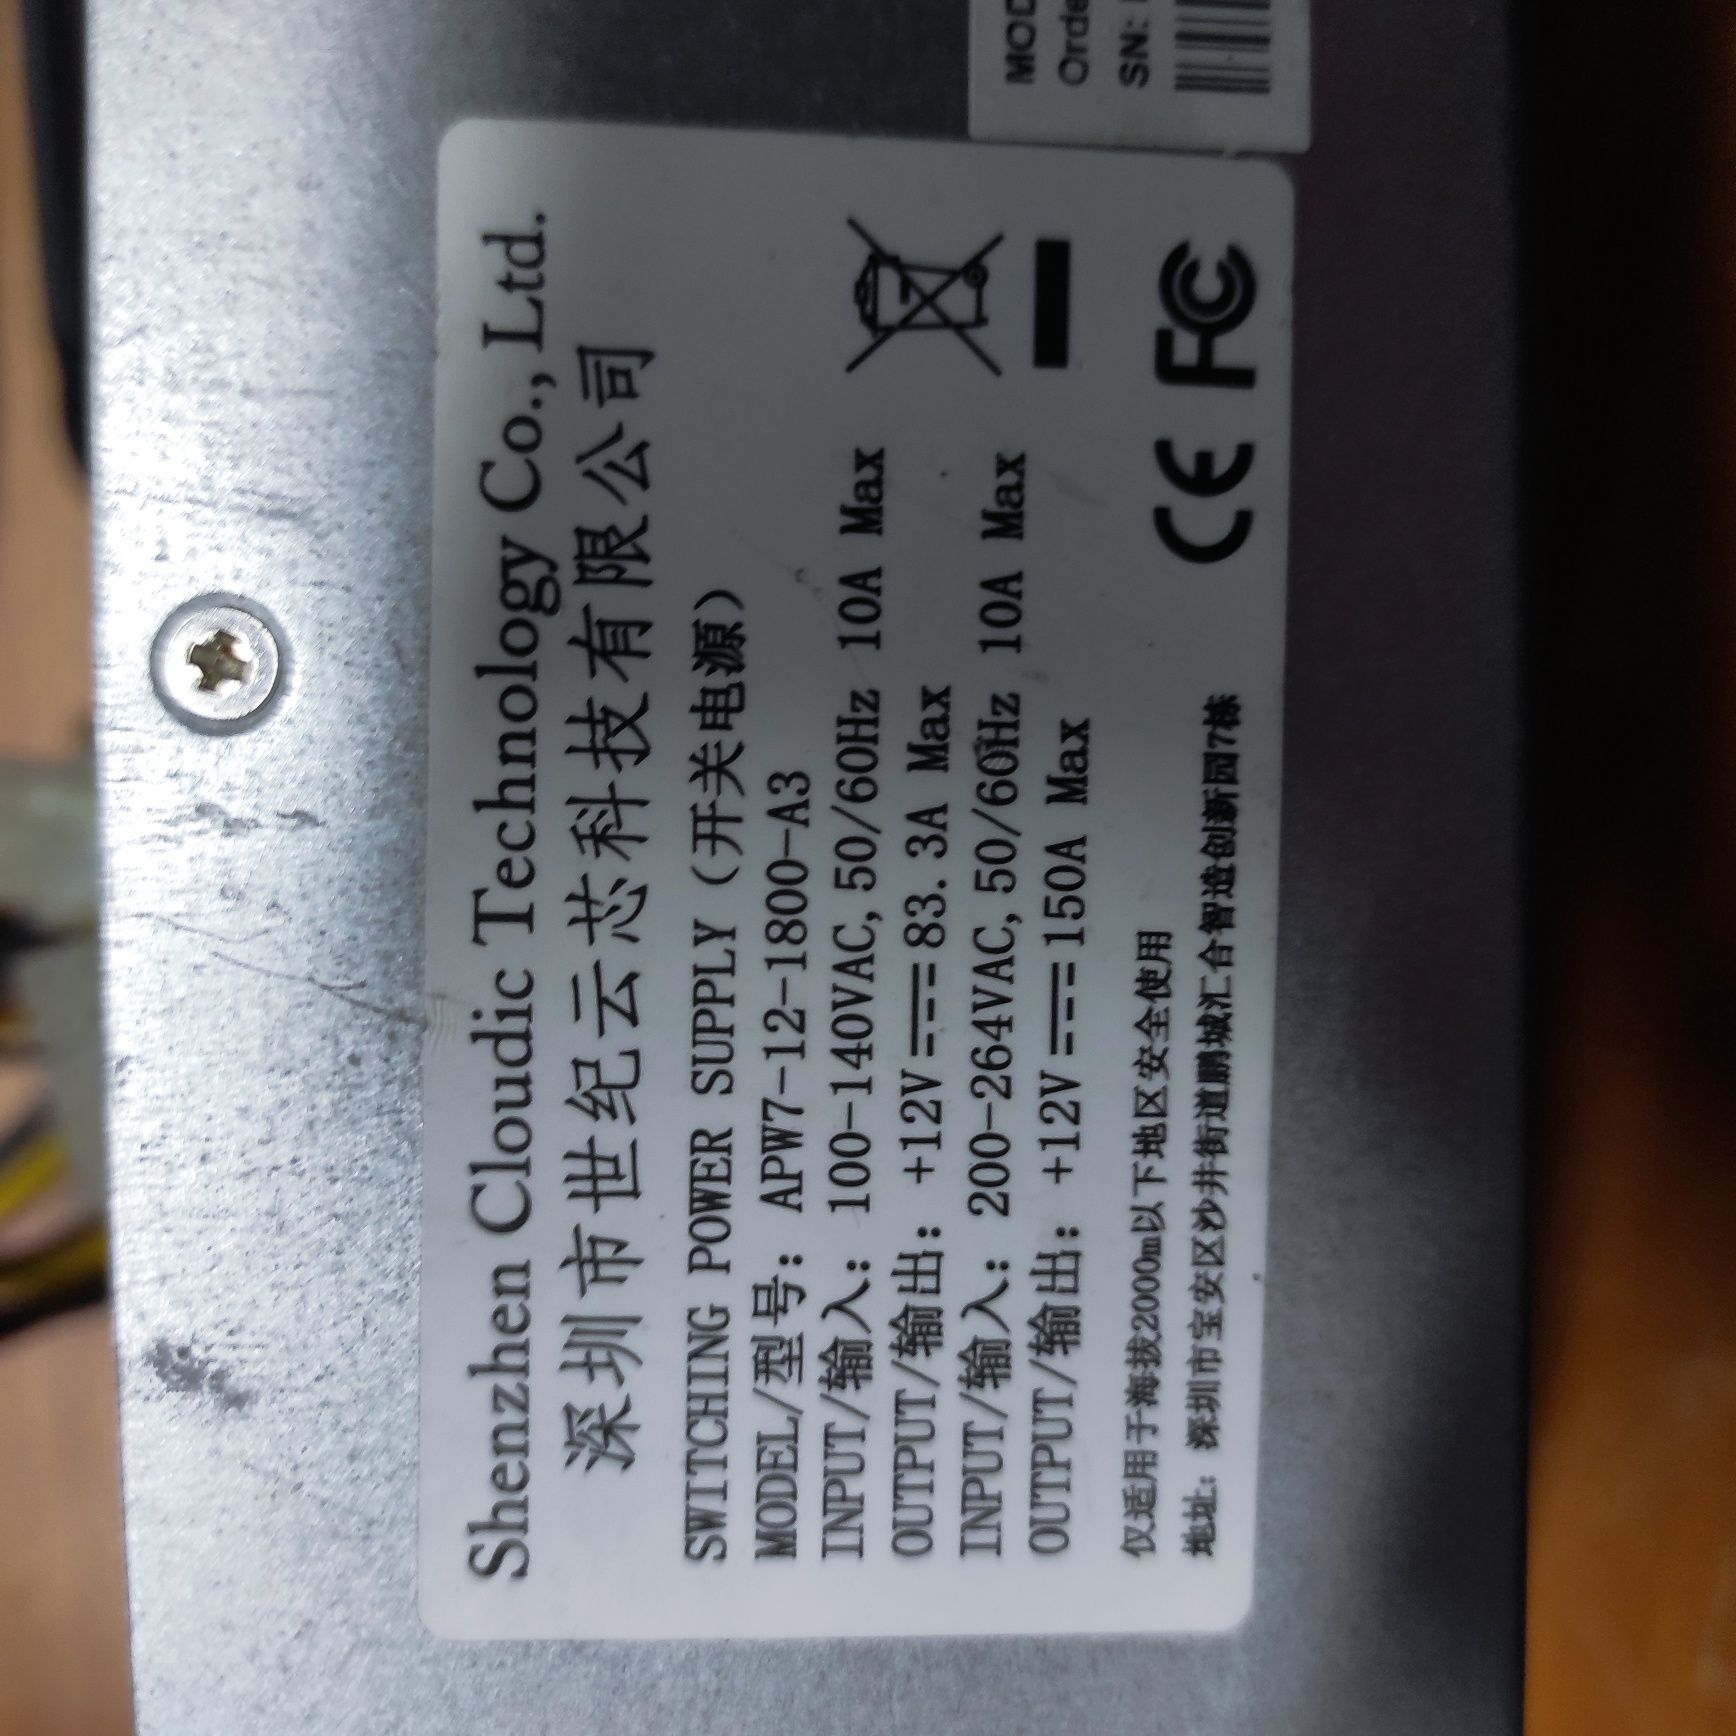 Shenzhen Cloudic Technology Co., Ltd.
深圳市世纪云芯科技有限公司
SWITCHING POWER SUPPLY (开关电源)
MODEL/型号: APW7-12-1800-A3
INPUT/输入: 100-140VAC, 50/60Hz 10A Max
OUTPUT/输出: +12V⎓83.3A Max
INPUT/输入: 200-264VAC, 50/60Hz 10A Max
OUTPUT/输出: +12V⎓150A Max
仅适用于海拔2000m以下地区安全使用
地址: 深圳市宝安区沙井街道鹏城汇合智造创新园7栋
CE FC
SN: